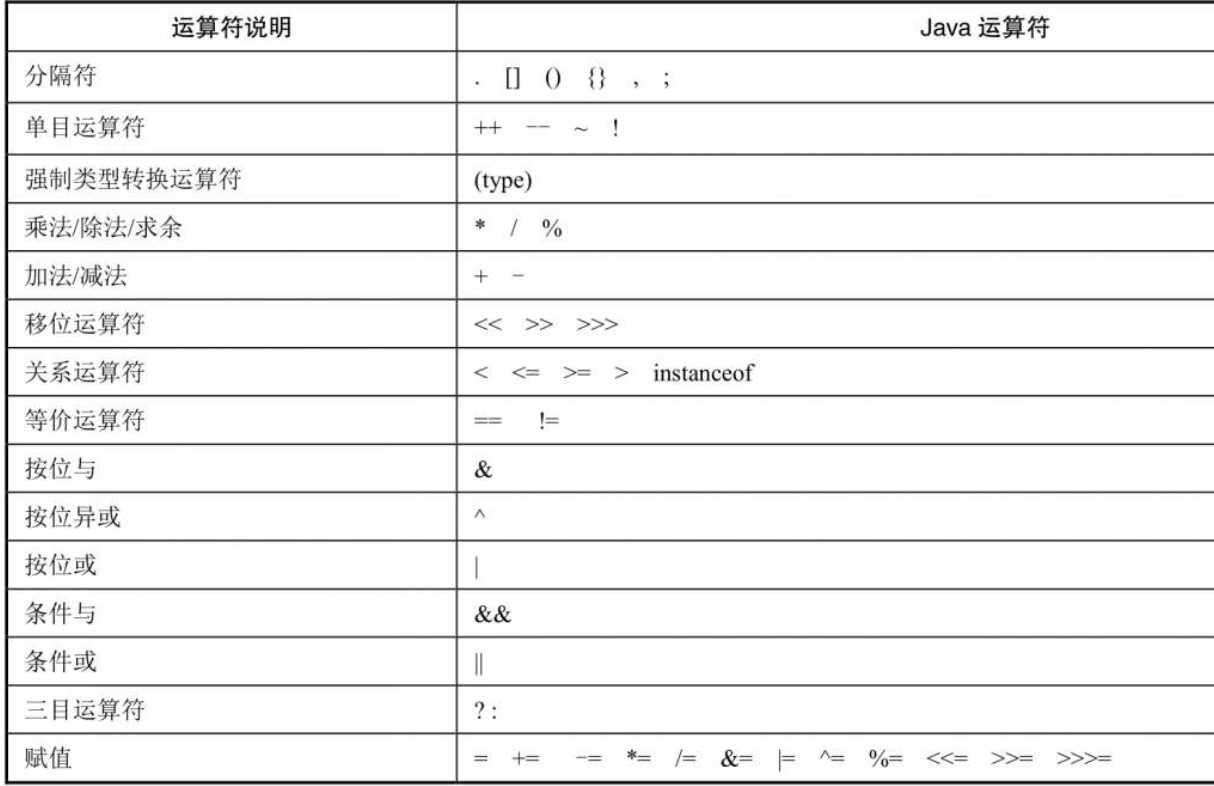 运算符说明 Java 运算符
分隔符 . [] () {} , ;
单目运算符 ++ -- ~ !
强制类型转换运算符 (type)
乘法/除法/求余 * / %
加法/减法 + -
移位运算符 << >> >>>
关系运算符 < <= >= > instanceof
等价运算符 == !=
按位与 &
按位异或 ^
按位或 |
条件与 &&
条件或 ||
三目运算符 ? :
赋值 = += -= *= /= &= |= ^= %= <<= >>= >>>=